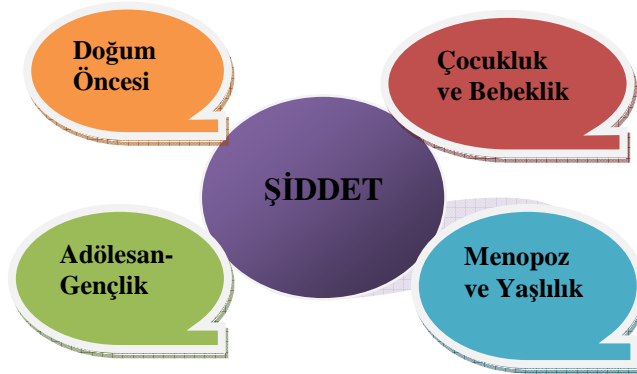 Doğum
Öncesi
Çocukluk
ve Bebeklik
ŞİDDET
Adölesan-
Gençlik
Menopoz
ve Yaşlılık